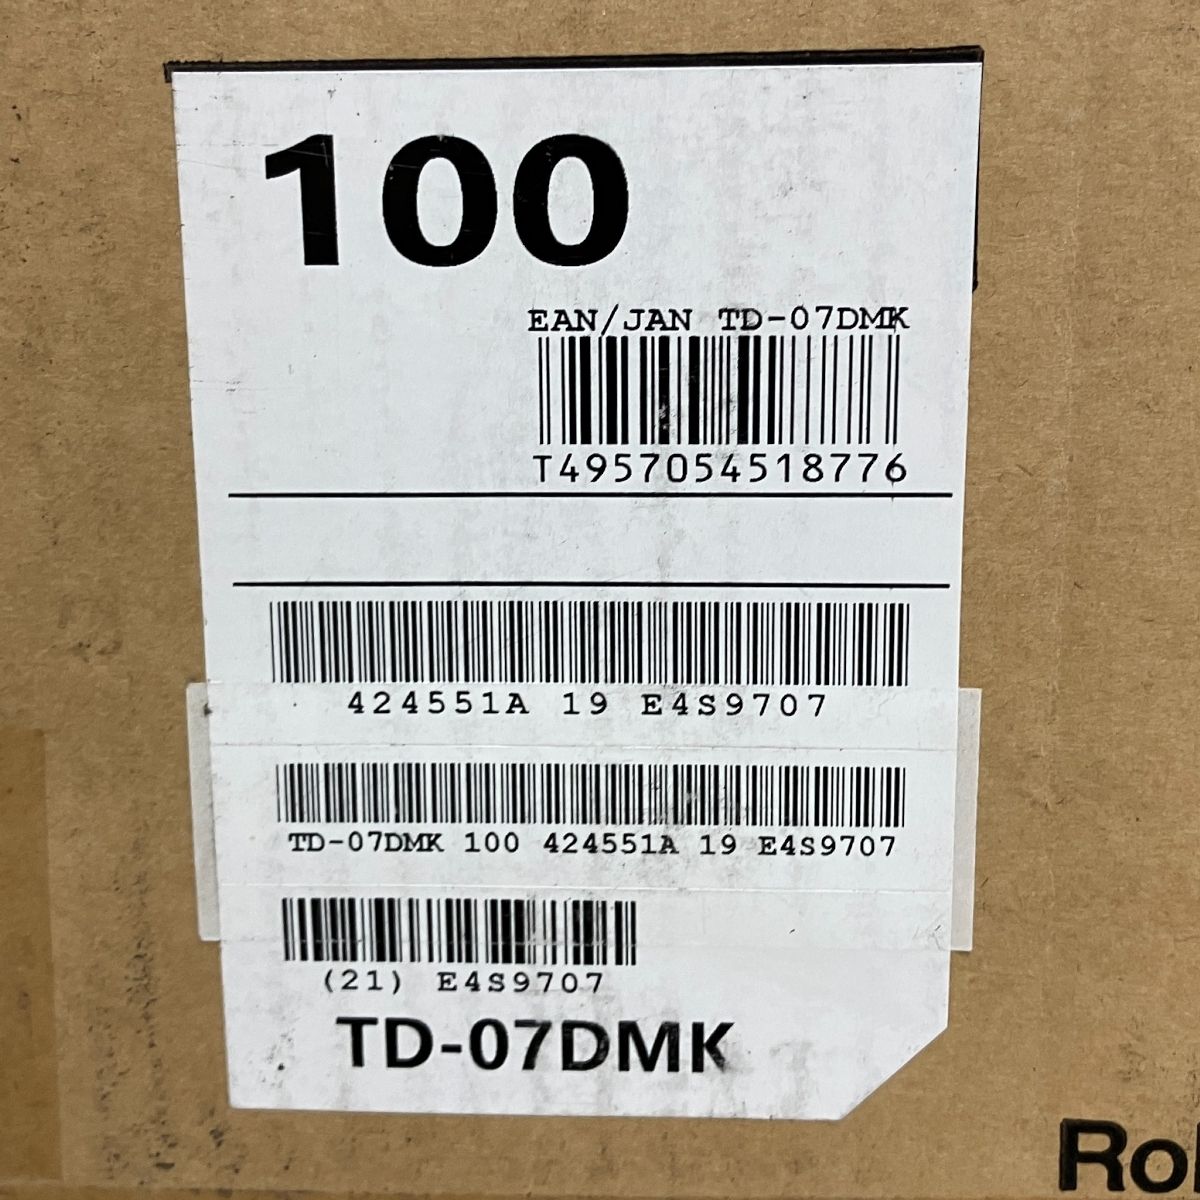 100
EAN/JAN TD-07DMK
T4957054518776
424551A 19 E4S9707
TD-07DMK 100 424551A 19 E4S9707
(21) E4S9707
TD-07DMK